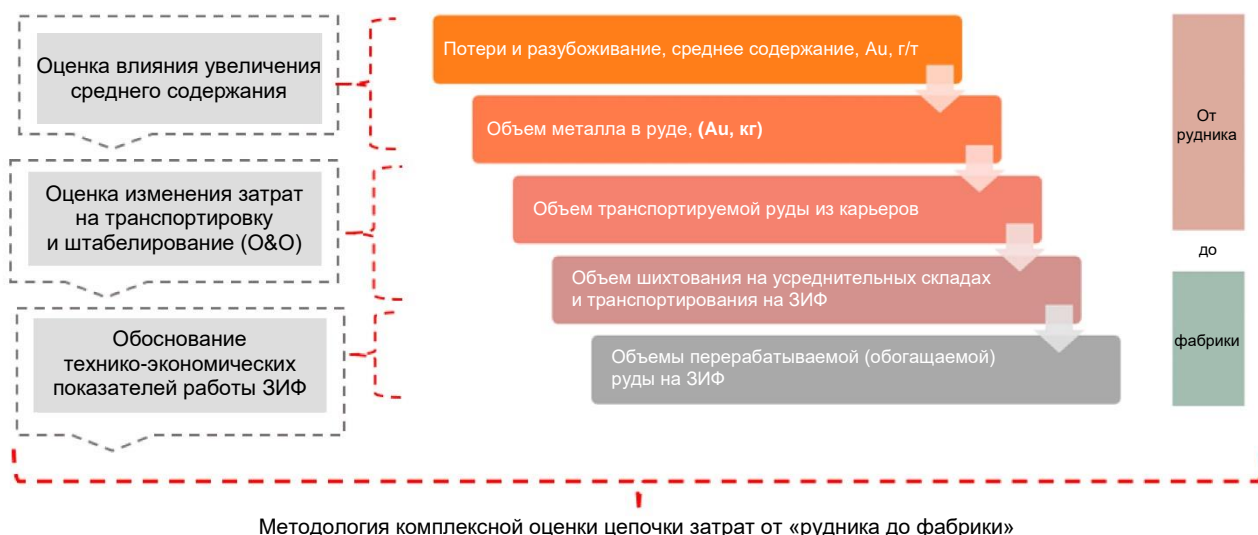 Оценка влияния увеличения
среднего содержания
Оценка изменения затрат
на транспортировку
и штабелирование (O&O)
Обоснование
технико-экономических
показателей работы ЗИФ
Потери и разубоживание, среднее содержание, Au, г/т
Объем металла в руде, (Au, кг)
Объем транспортируемой руды из карьеров
Объем шихтования на усреднительных складах
и транспортирования на ЗИФ
Объемы перерабатываемой (обогащаемой)
руды на ЗИФ
От
рудника
до
фабрики
Методология комплексной оценки цепочки затрат от «рудника до фабрики»